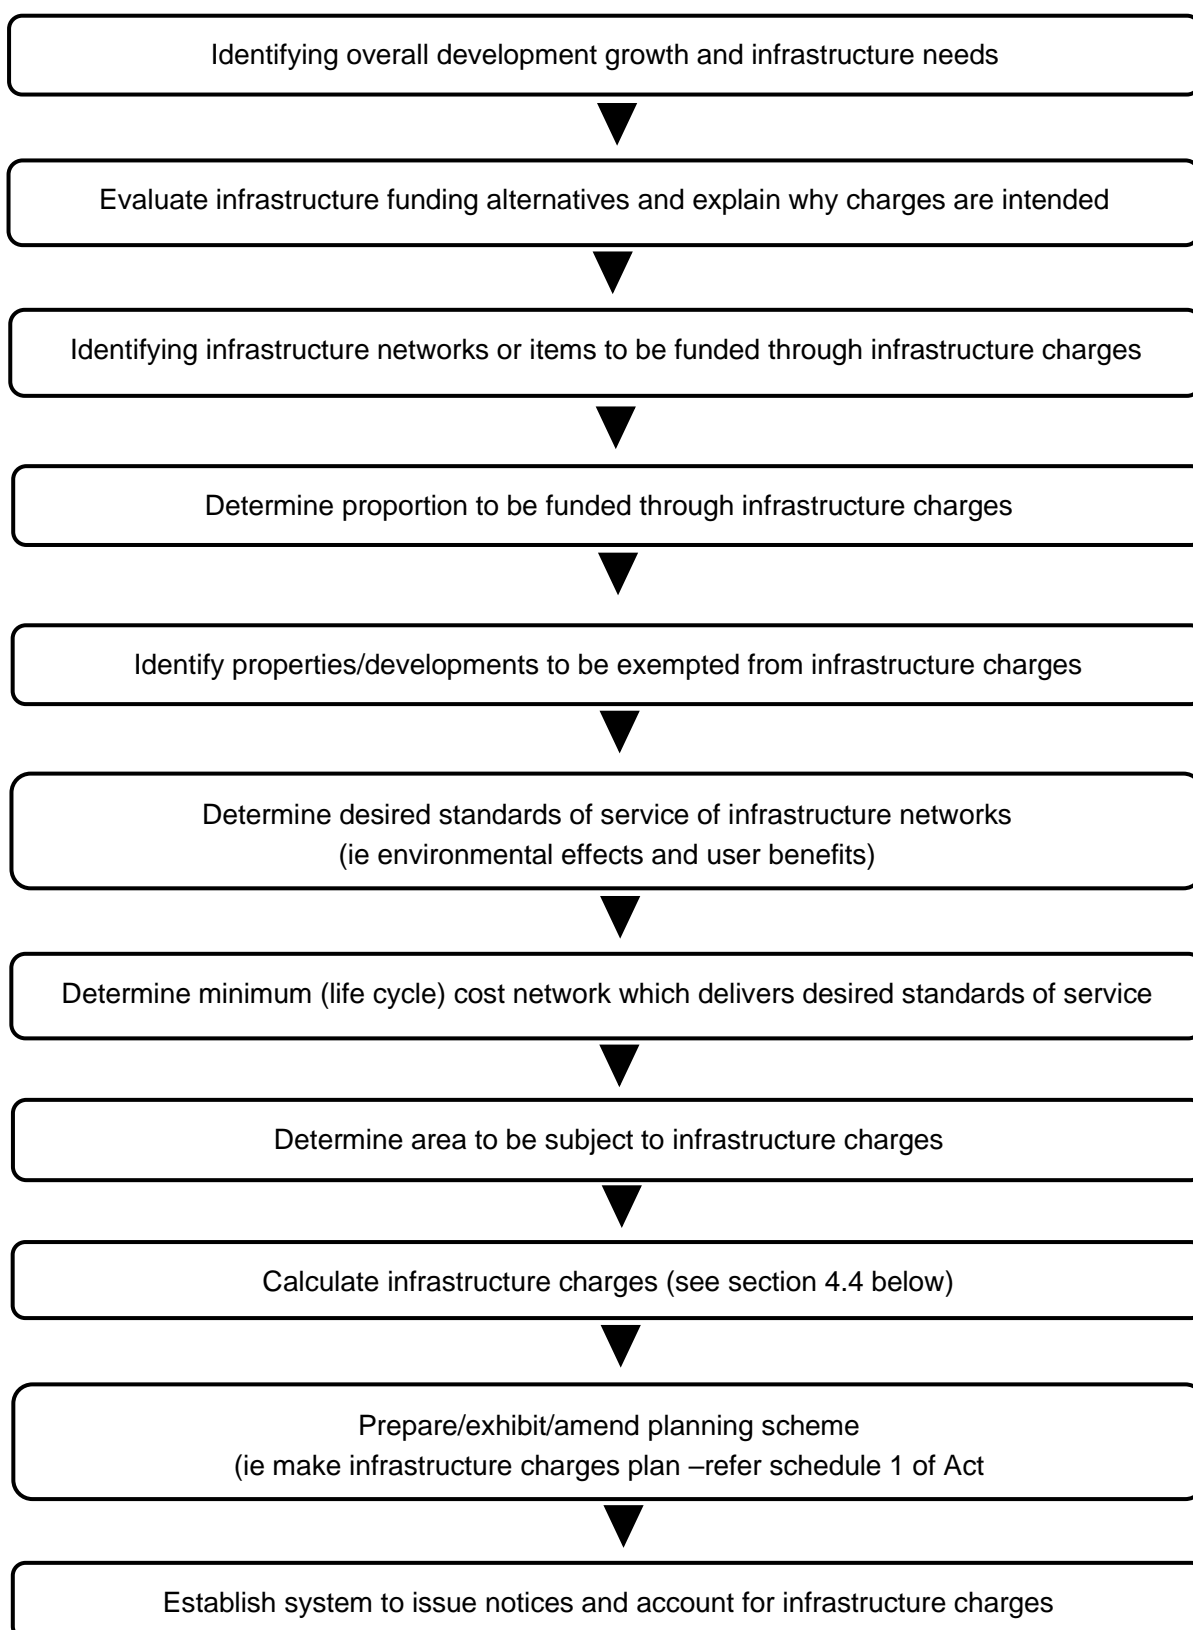 Identifying overall development growth and infrastructure needs
Evaluate infrastructure funding alternatives and explain why charges are intended
Identifying infrastructure networks or items to be funded through infrastructure charges
Determine proportion to be funded through infrastructure charges
Identify properties/developments to be exempted from infrastructure charges
Determine desired standards of service of infrastructure networks
(ie environmental effects and user benefits)
Determine minimum (life cycle) cost network which delivers desired standards of service
Determine area to be subject to infrastructure charges
Calculate infrastructure charges (see section 4.4 below)
Prepare/exhibit/amend planning scheme
(ie make infrastructure charges plan –refer schedule 1 of Act
Establish system to issue notices and account for infrastructure charges